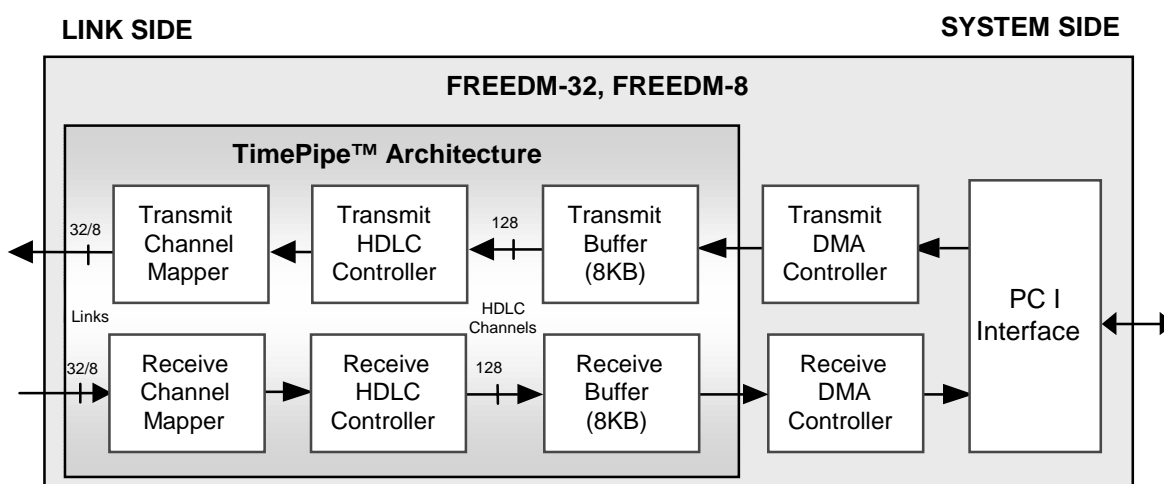 LINK SIDE
SYSTEM SIDE
FREEDM-32, FREEDM-8
TimePipe™ Architecture
32/8
Transmit
Channel
Mapper
Transmit
HDLC
Controller
128
Transmit
Buffer
(8KB)
Transmit
DMA
Controller
PC I
Interface
Links
HDLC
Channels
32/8
Receive
Channel
Mapper
Receive
HDLC
Controller
128
Receive
Buffer
(8KB)
Receive
DMA
Controller